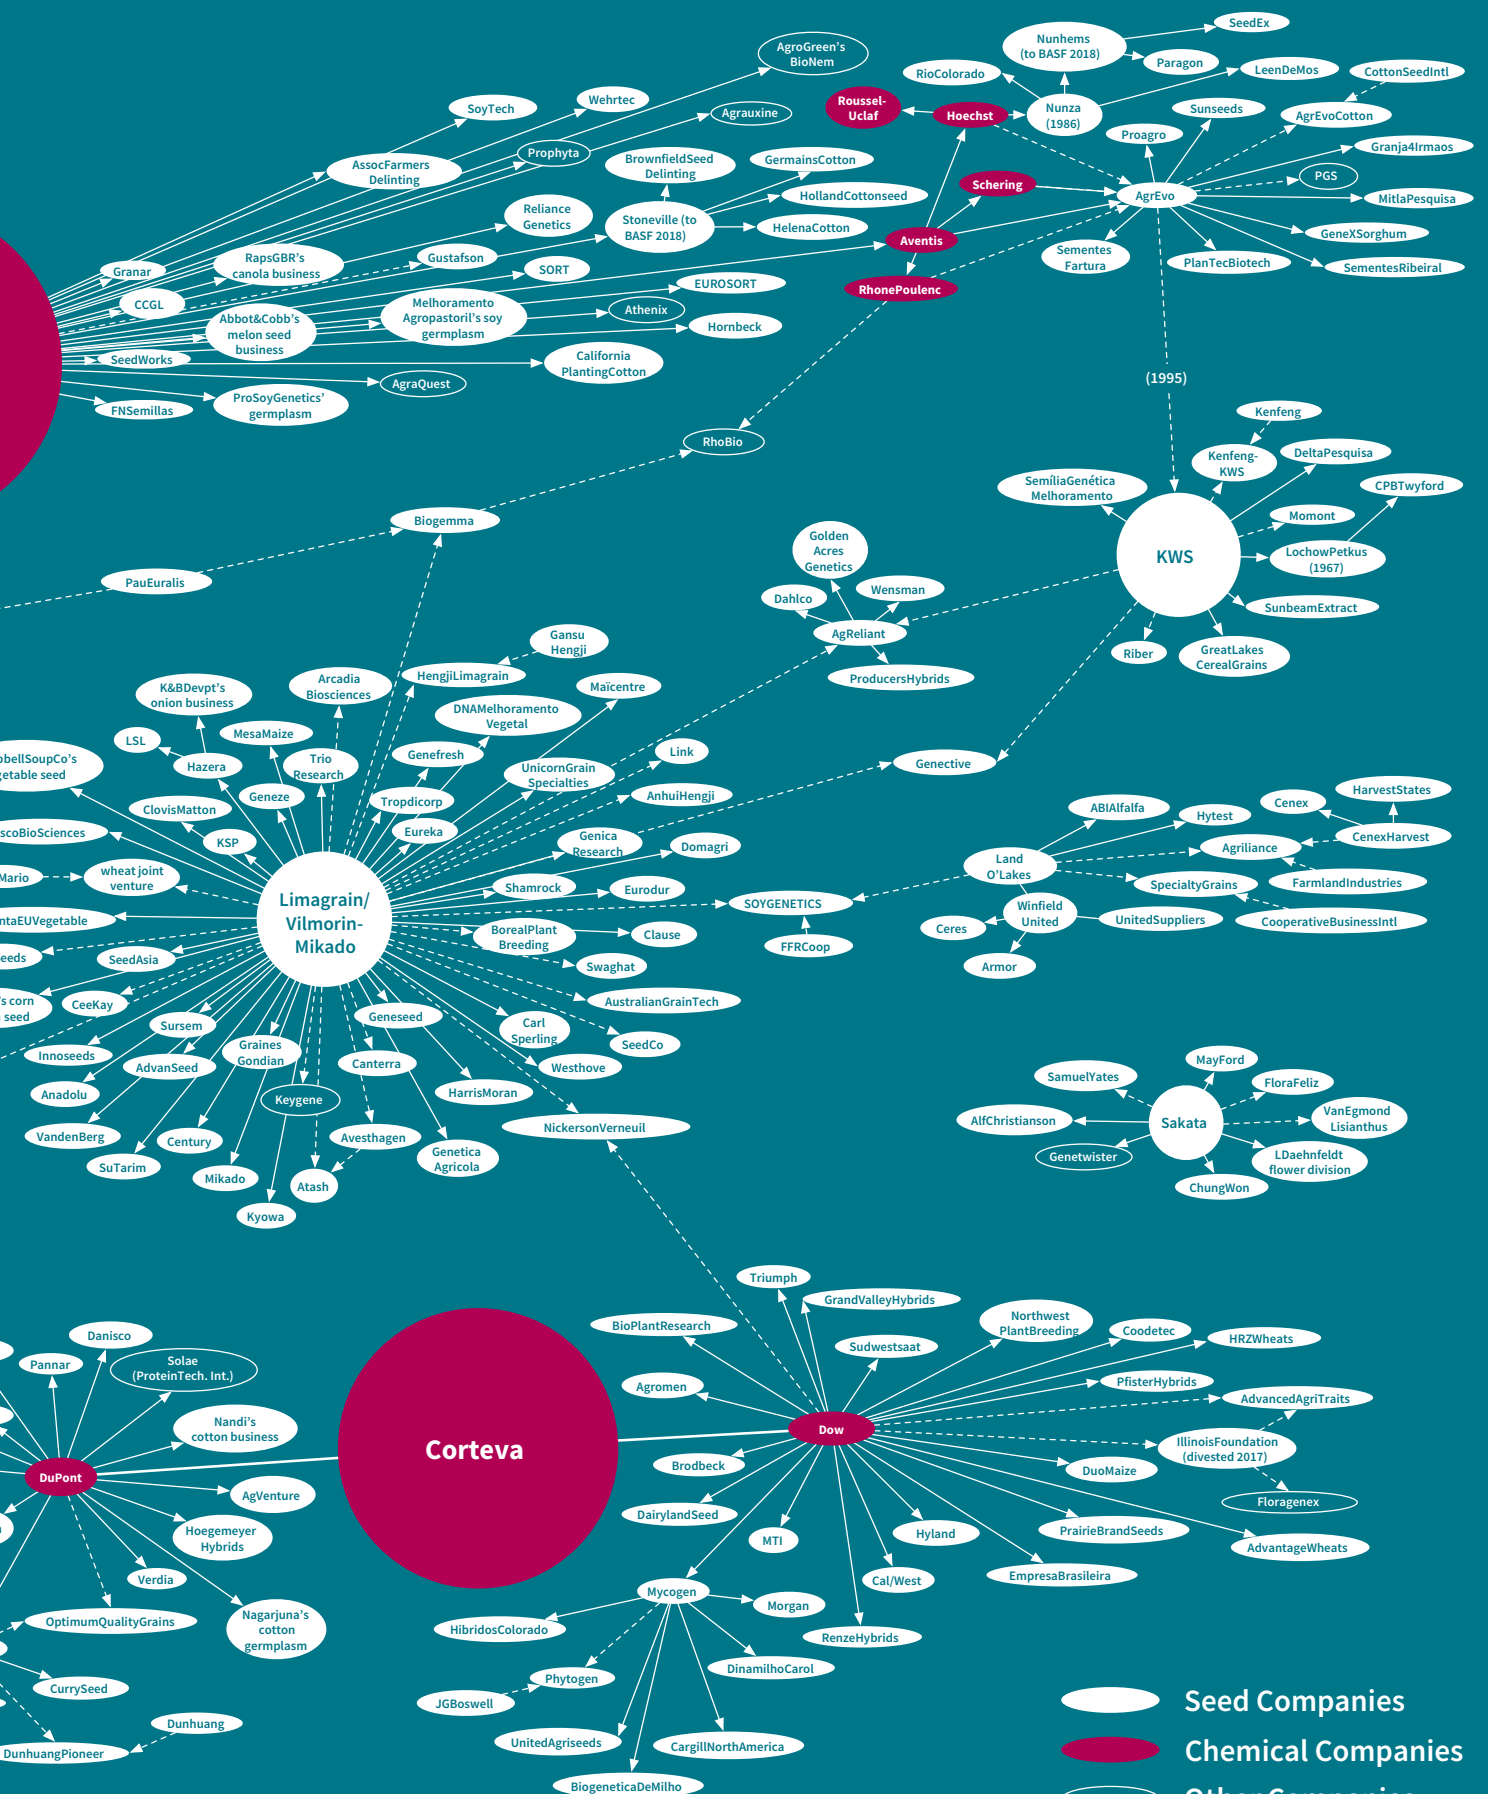 AgroGreen's
BioNem
Nunhems
(to BASF 2018)
SeedEx
Paragon
RioColorado
LeenDeMos
CottonSeedIntl
Roussel-
Uclaf
Hoechst
Nunza
(1986)
Sunseeds
AgrEvoCotton
Proagro
Granja4Irmaos
SoyTech
Wehrtec
Agrauxine
Prophyta
AssocFarmers
Delinting
BrownfieldSeed
Delinting
GermainsCotton
Schering
PGS
AgrEvo
MitlaPesquisa
HollandCottonseed
Reliance
Genetics
Stoneville (to
BASF 2018)
HelenaCotton
Aventis
GeneXSorghum
Sementes
Fartura
PlanTecBiotech
SementesRibeiral
RhonePoulenc
Granar
RapsGBR's
canola business
Gustafson
SORT
EUROSORT
CCGL
Abbot&Cobb's
melon seed
business
Melhoramento
Agropastoril's soy
germplasm
Athenix
Hornbeck
SeedWorks
California
PlantingCotton
AgraQuest
FNSemillas
ProSoyGenetics'
germplasm
(1995)
RhoBio
Kenfeng
Kenfeng-
KWS
DeltaPesquisa
SemíliaGenética
Melhoramento
CPBTwyford
Momont
KWS
LochowPetkus
(1967)
SunbeamExtract
Riber
GreatLakes
CerealGrains
Biogemma
PauEuralis
Golden
Acres
Genetics
Dahlco
Wensman
AgReliant
ProducersHybrids
Gansu
Hengji
HengjiLimagrain
Arcadia
Biosciences
K&BDevpt's
onion business
Maïcentre
DNAMelhoramento
Vegetal
LSL
MesaMaize
Genefresh
Link
Genective
Hazera
Trio
Research
UnicornGrain
Specialties
bellSoupCo's
getable seed
Geneze
Tropdicorp
AnhuiHengji
ClovisMatton
KSP
Eureka
Genica
Research
Domagri
scoBioSciences
Mario
wheat joint
venture
Shamrock
Eurodur
SOYGENETICS
FFRCoop
Limagrain/
Vilmorin-
Mikado
ntaEUVegetable
BorealPlant
Breeding
Clause
Swaghat
eeds
SeedAsia
's corn
seed
CeeKay
AustralianGrainTech
Geneseed
Carl
Sperling
SeedCo
Sursem
Innoseeds
Graines
Gondian
AdvanSeed
Canterra
Westhove
Anadolu
Keygene
HarrisMoran
VandenBerg
Century
Avesthagen
NickersonVerneuil
SuTarim
Mikado
Atash
Genetica
Agricola
Kyowa
ABIAlfalfa
Hytest
Cenex
HarvestStates
CenexHarvest
Agriliance
Land
O'Lakes
SpecialtyGrains
FarmlandIndustries
Winfield
United
UnitedSuppliers
CooperativeBusinessIntl
Ceres
Armor
MayFord
SamuelYates
FloraFeliz
AlfChristianson
Sakata
VanEgmond
Lisianthus
Genetwister
LDaehnfeldt
flower division
ChungWon
Triumph
GrandValleyHybrids
BioPlantResearch
Northwest
PlantBreeding
Coodetec
HRZWheats
Sudwestsaat
Agromen
PfisterHybrids
AdvancedAgriTraits
Dow
IllinoisFoundation
(divested 2017)
Brodbeck
DuoMaize
Floragenex
DairylandSeed
MTI
Hyland
PrairieBrandSeeds
AdvantageWheats
Cal/West
EmpresaBrasileira
Mycogen
Morgan
HibridosColorado
RenzeHybrids
Phytogen
DinamilhoCarol
JGBoswell
UnitedAgriseeds
CargillNorthAmerica
BiogeneticaDeMilho
Corteva
Danisco
Pannar
Solae
(ProteinTech. Int.)
Nandi's
cotton business
DuPont
AgVenture
Hoegemeyer
Hybrids
Verdia
OptimumQualityGrains
Nagarjuna's
cotton
germplasm
CurrySeed
Dunhuang
DunhuangPioneer
Seed Companies
Chemical Companies